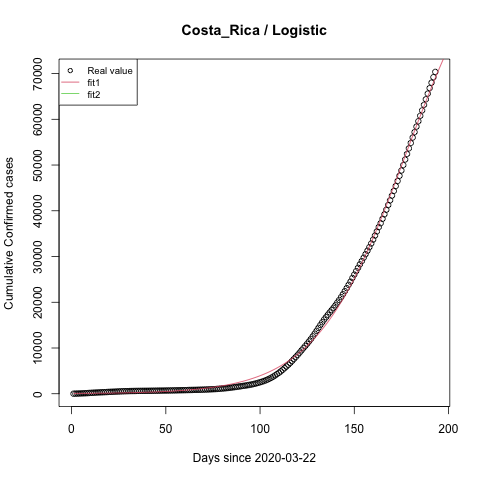 Costa_Rica / Logistic
Real value
fit1
fit2
Cumulative Confirmed cases
70000
60000
50000
40000
30000
20000
10000
0
0 50 100 150 200
Days since 2020-03-22